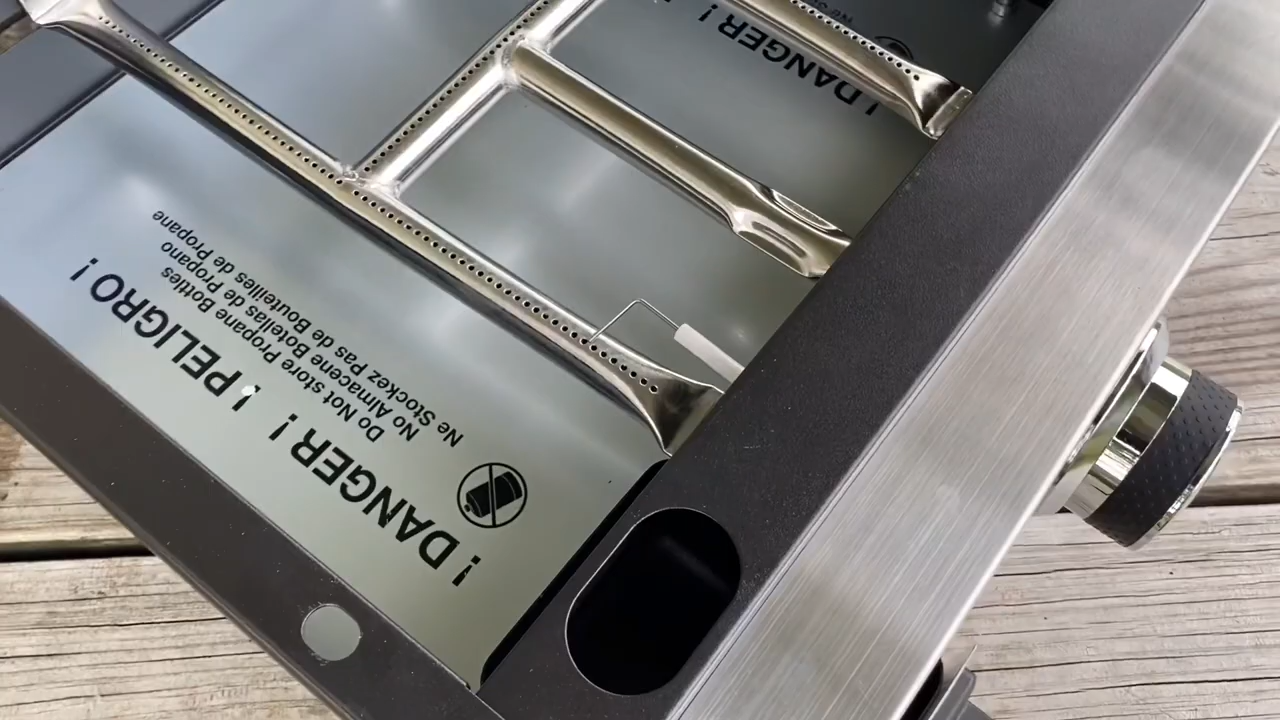 ! DANGER! ! PELIGRO!
Do Not store Propane Bottles
No Almacene Botellas de Propano
Ne Stockez Pas de Bouteilles de Propane
! DANGER!